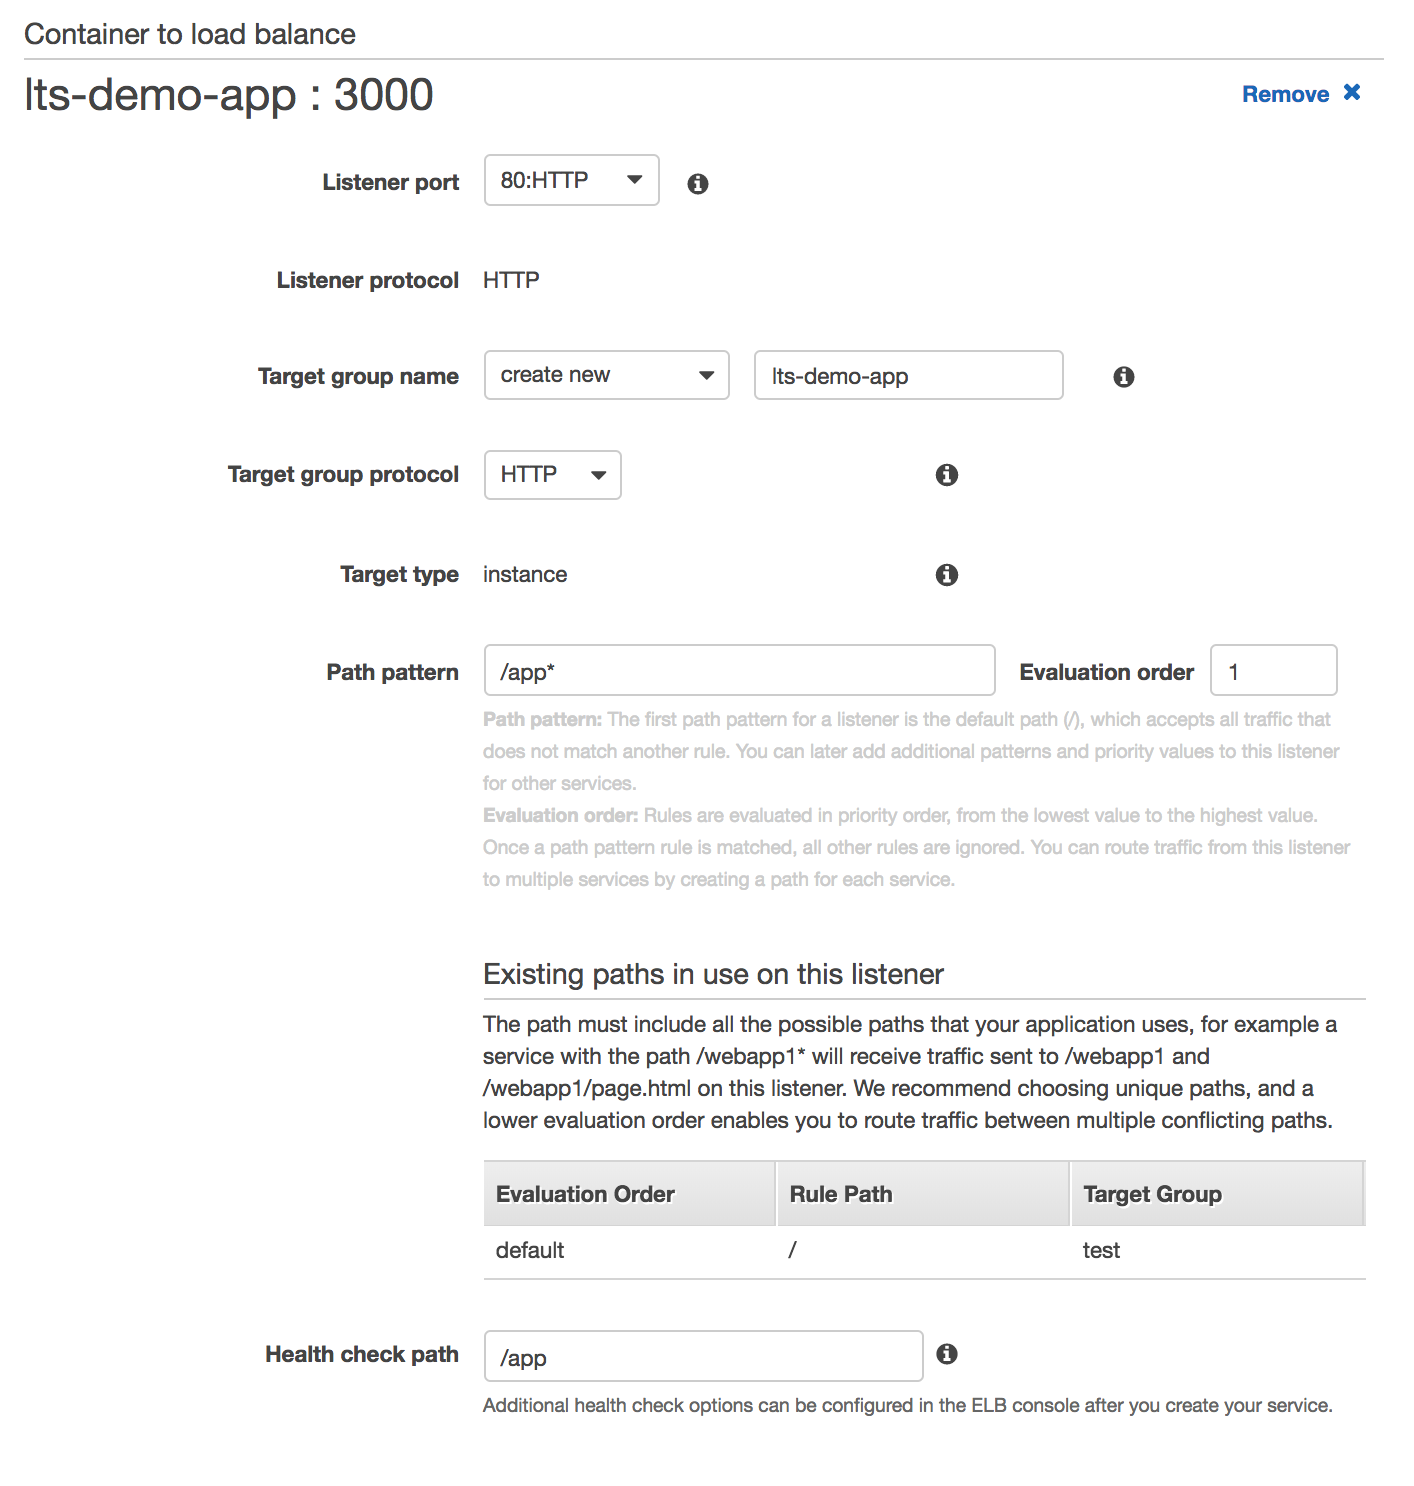 Container to load balance
lts-demo-app : 3000
Remove
Listener port 80:HTTP
Listener protocol HTTP
Target group name create new lts-demo-app
Target group protocol HTTP
Target type instance
Path pattern /app* Evaluation order 1
Path pattern: The first path pattern for a listener is the default path (/), which accepts all traffic that
does not match another rule. You can later add additional patterns and priority values to this listener
for other services.
Evaluation order: Rules are evaluated in priority order, from the lowest value to the highest value.
Once a path pattern rule is matched, all other rules are ignored. You can route traffic from this listener
to multiple services by creating a path for each service.
Existing paths in use on this listener
The path must include all the possible paths that your application uses, for example a
service with the path /webapp1* will receive traffic sent to /webapp1 and
/webapp1/page.html on this listener. We recommend choosing unique paths, and a
lower evaluation order enables you to route traffic between multiple conflicting paths.
Evaluation Order Rule Path Target Group
default / test
Health check path /app
Additional health check options can be configured in the ELB console after you create your service.